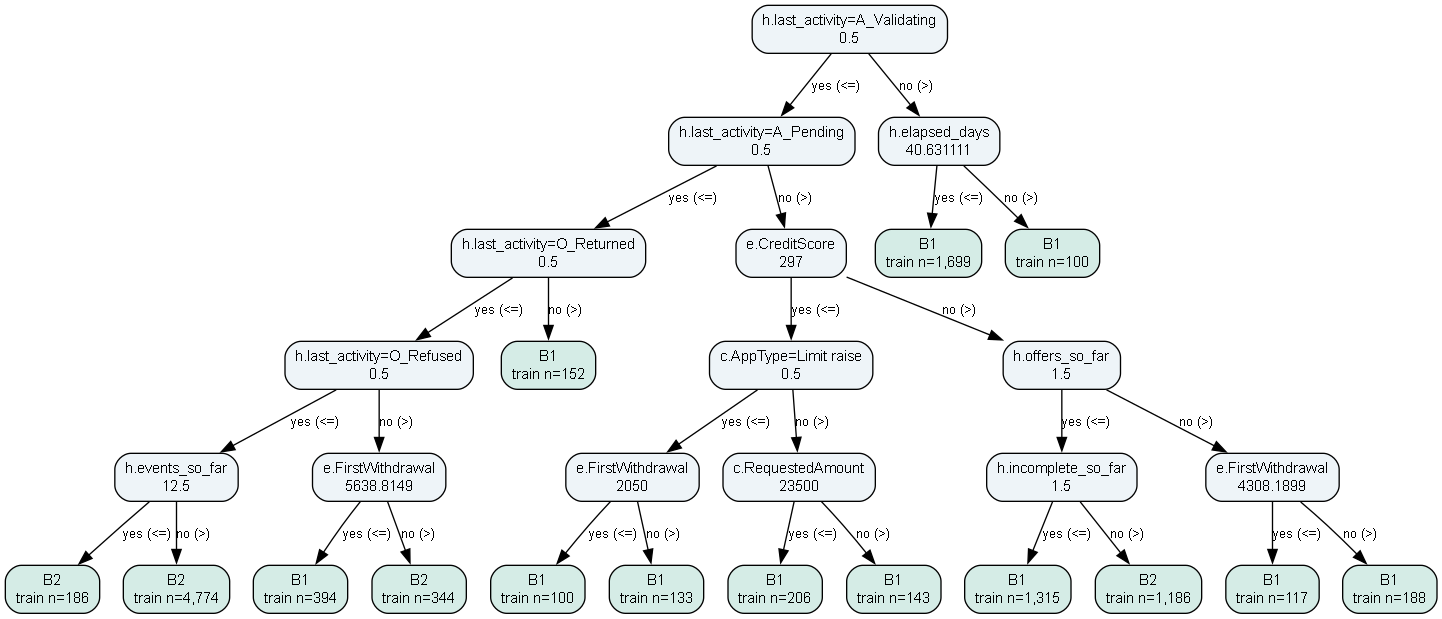 h.last_activity=A_Validating
0.5
yes (<=)
no (>)
h.last_activity=A_Pending
0.5
h.elapsed_days
40.631111
yes (<=)
no (>)
yes (<=)
no (>)
h.last_activity=O_Returned
0.5
e.CreditScore
297
B1
train n=1,699
B1
train n=100
yes (<=)
no (>)
yes (<=)
no (>)
h.last_activity=O_Refused
0.5
B1
train n=152
c.AppType=Limit raise
0.5
h.offers_so_far
1.5
yes (<=)
no (>)
yes (<=)
no (>)
yes (<=)
no (>)
h.events_so_far
12.5
e.FirstWithdrawal
5638.8149
e.FirstWithdrawal
2050
c.RequestedAmount
23500
h.incomplete_so_far
1.5
e.FirstWithdrawal
4308.1899
yes (<=)
no (>)
yes (<=)
no (>)
yes (<=)
no (>)
yes (<=)
no (>)
yes (<=)
no (>)
yes (<=)
no (>)
B2
train n=186
B2
train n=4,774
B1
train n=394
B2
train n=344
B1
train n=100
B1
train n=133
B1
train n=206
B1
train n=143
B1
train n=1,315
B2
train n=1,186
B1
train n=117
B1
train n=188